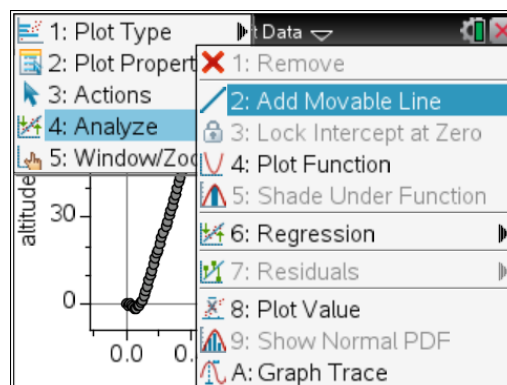 1: Plot Type
2: Plot Propert
3: Actions
4: Analyze
5: Window/Zoo
t Data
1: Remove
2: Add Movable Line
3: Lock Intercept at Zero
4: Plot Function
5: Shade Under Function
6: Regression
7: Residuals
8: Plot Value
9: Show Normal PDF
A: Graph Trace
altitude
30
0
0.0
0.